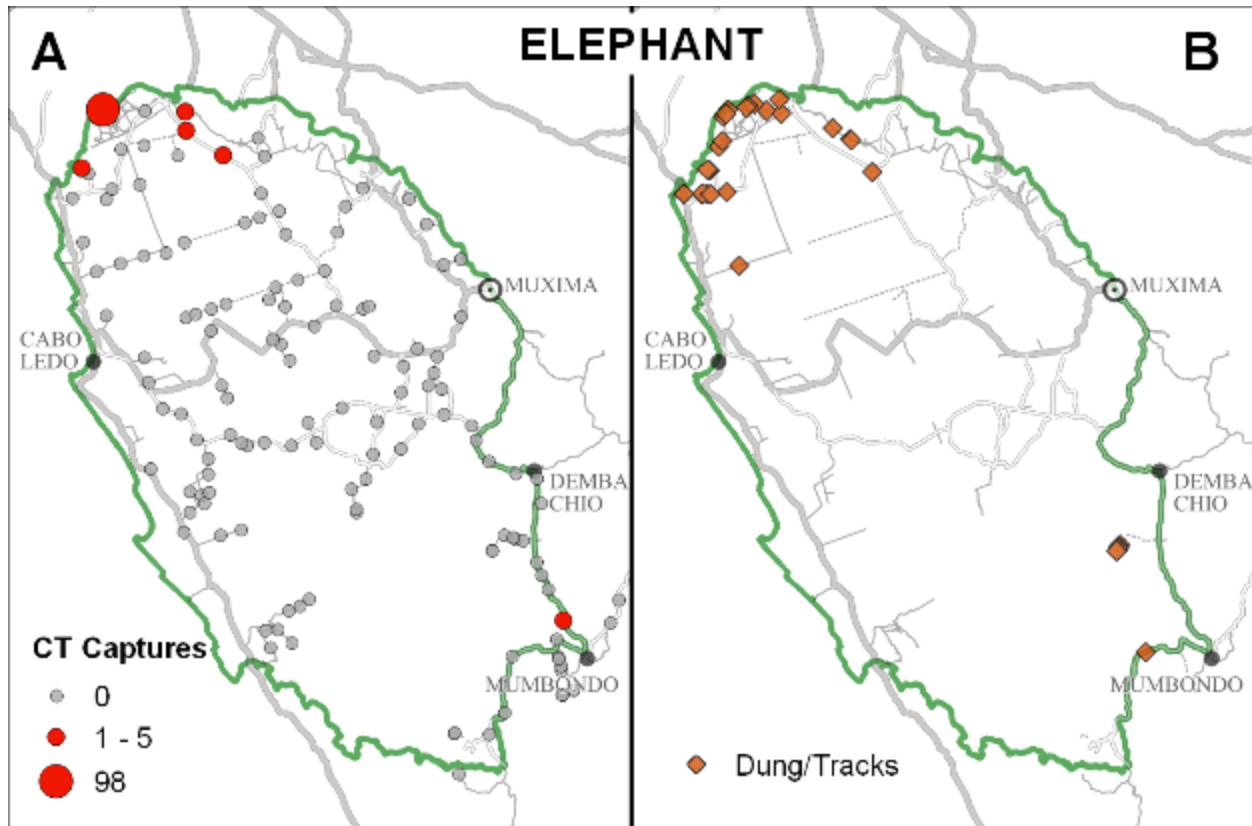 A
ELEPHANT
B
MUXIMA
CABO
LEDO
DEMBA
CHIO
MUMBONDO
CT Captures
0
1 - 5
98
MUXIMA
CABO
LEDO
DEMBA
CHIO
MUMBONDO
Dung/Tracks